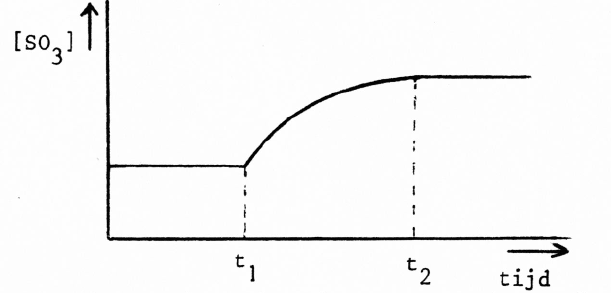 [SO₃]
t₁
t₂
tijd